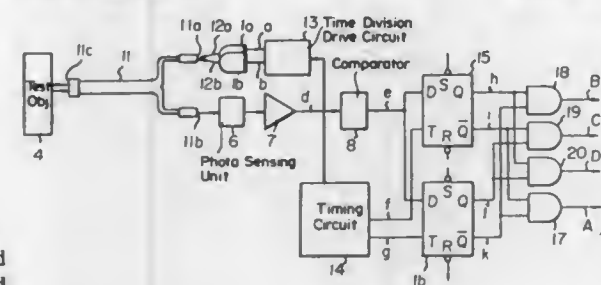 11c
11
11a
12a
1a
a
13
Time Division
Drive Circuit
12b
1b
b
Test
Obj.
4
11b
6
Photo Sensing
Unit
7
d
Comparator
8
e
15
S
D
Q
T
R
Q̅
h
i
18
B
19
C
20
D
17
A
Timing
Circuit
14
f
g
S
D
Q
T
R
Q̅
j
k
1b
d